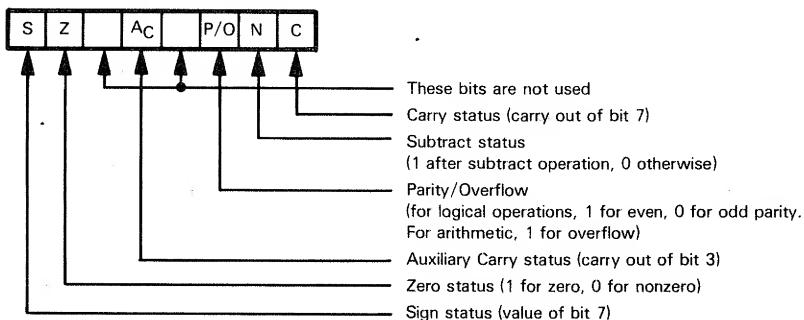 S Z AC P/O N C
These bits are not used
Carry status (carry out of bit 7)
Subtract status
(1 after subtract operation, 0 otherwise)
Parity/Overflow
(for logical operations, 1 for even, 0 for odd parity.
For arithmetic, 1 for overflow)
Auxiliary Carry status (carry out of bit 3)
Zero status (1 for zero, 0 for nonzero)
Sign status (value of bit 7)